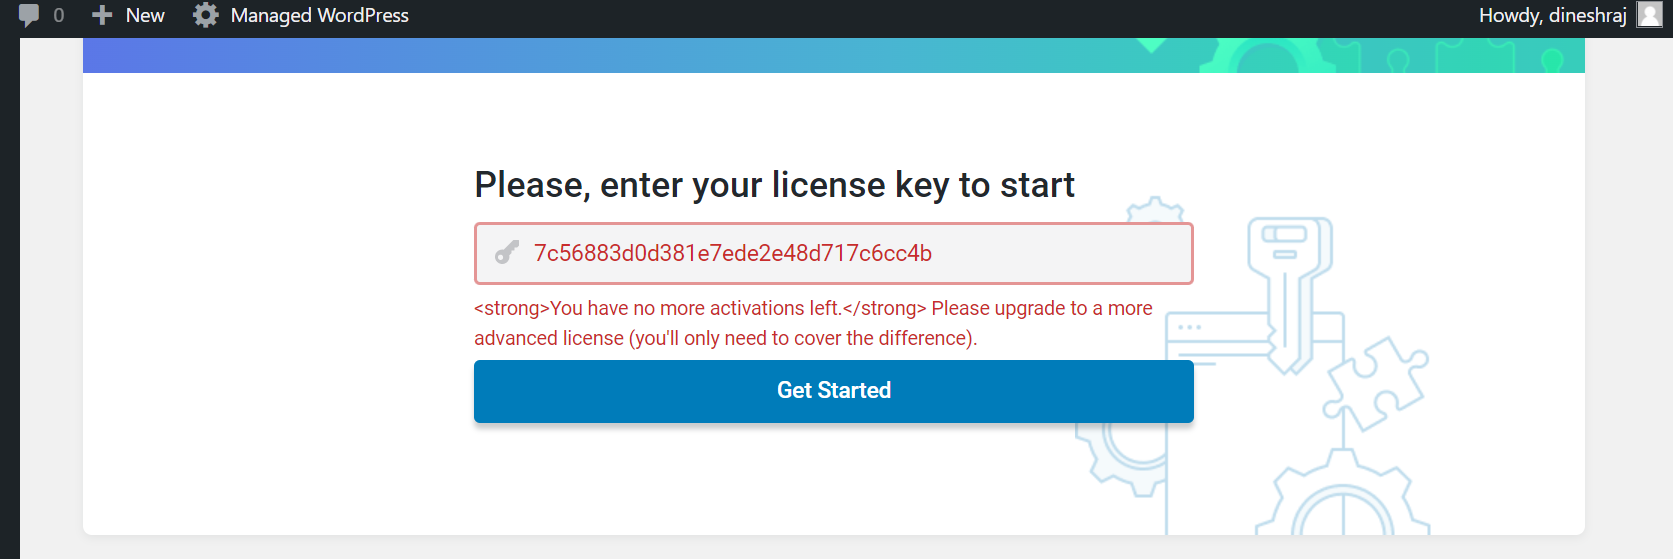 0 New Managed WordPress Howdy, dineshraj
Please, enter your license key to start
7c56883d0d381e7ede2e48d717c6cc4b
<strong>You have no more activations left.</strong> Please upgrade to a more
advanced license (you'll only need to cover the difference).
Get Started